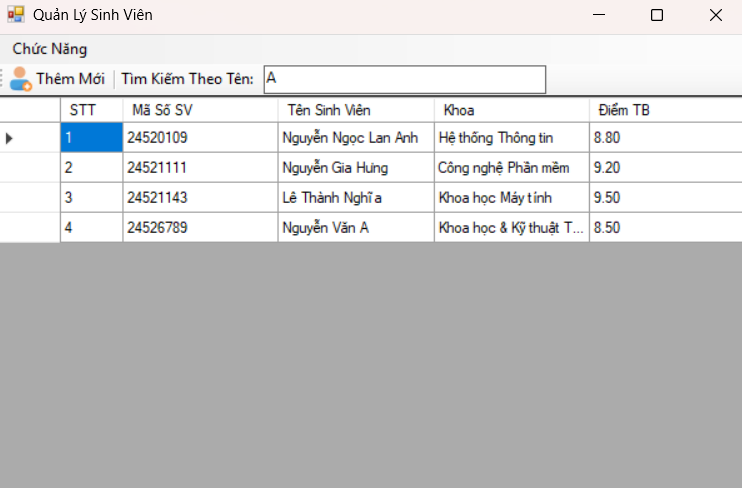 Quản Lý Sinh Viên
Chức Năng
Thêm Mới Tìm Kiếm Theo Tên: A
STT Mã Số SV Tên Sinh Viên Khoa Điểm TB
1 24520109 Nguyễn Ngọc Lan Anh Hệ thống Thông tin 8.80
2 24521111 Nguyễn Gia Hưng Công nghệ Phần mềm 9.20
3 24521143 Lê Thành Nghĩa Khoa học Máy tính 9.50
4 24526789 Nguyễn Văn A Khoa học & Kỹ thuật T... 8.50